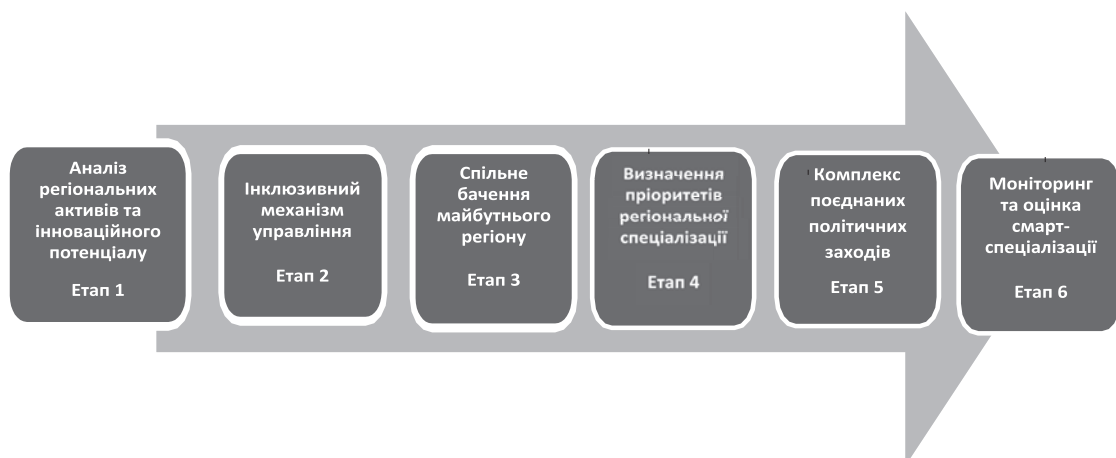 Аналіз
регіональних
активів та
інноваційного
потенціалу
Етап 1
Інклюзивний
механізм
управління
Етап 2
Спільне
бачення
майбутнього
регіону
Етап 3
Визначення
пріоритетів
регіональної
спеціалізації
Етап 4
Комплекс
поєднаних
політичних
заходів
Етап 5
Моніторинг
та оцінка
смарт-
спеціалізації
Етап 6